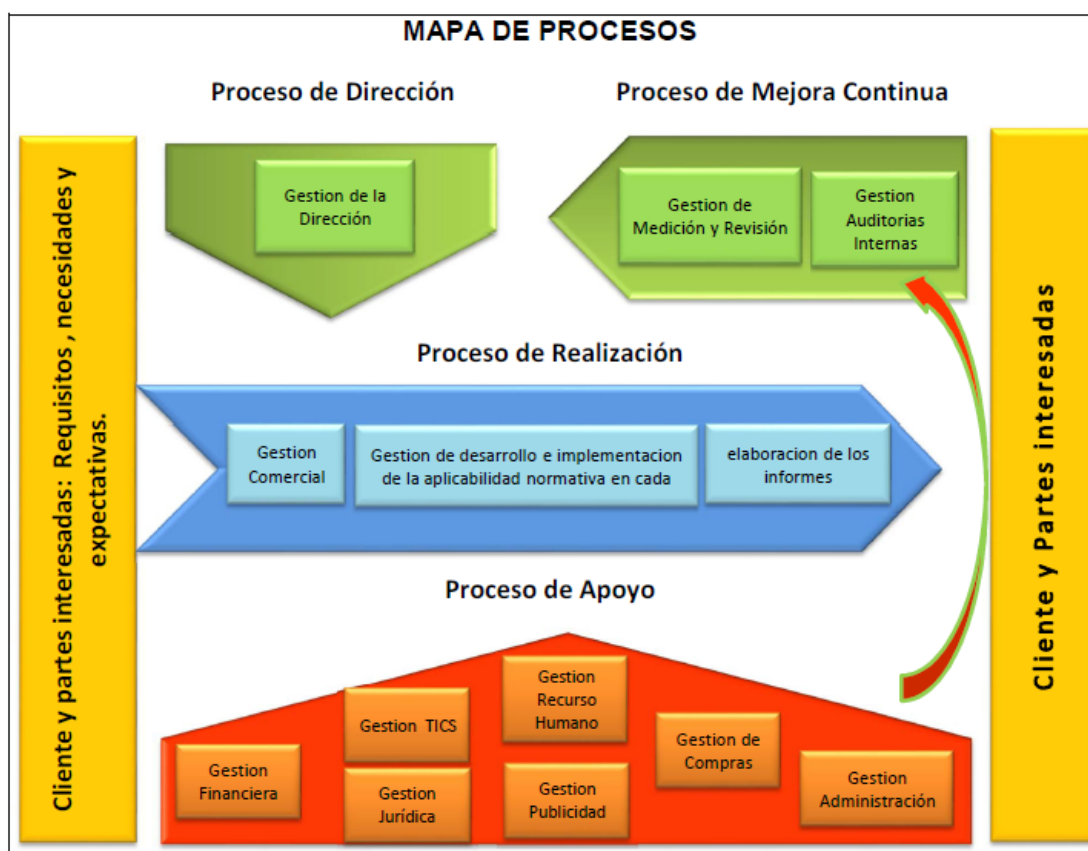 MAPA DE PROCESOS
Proceso de Dirección
Proceso de Mejora Continua
Cliente y partes interesadas: Requisitos , necesidades y
expectativas.
Gestion de la
Dirección
Gestion de
Medición y Revisión
Gestion
Auditorias
Internas
Cliente y Partes interesadas
Proceso de Realización
Gestion
Comercial
Gestion de desarrollo e implementacion
de la aplicabilidad normativa en cada
elaboracion de los
informes
Proceso de Apoyo
Gestion
Financiera
Gestion TICS
Gestion
Jurídica
Gestion
Recurso
Humano
Gestion
Publicidad
Gestion de
Compras
Gestion
Administración